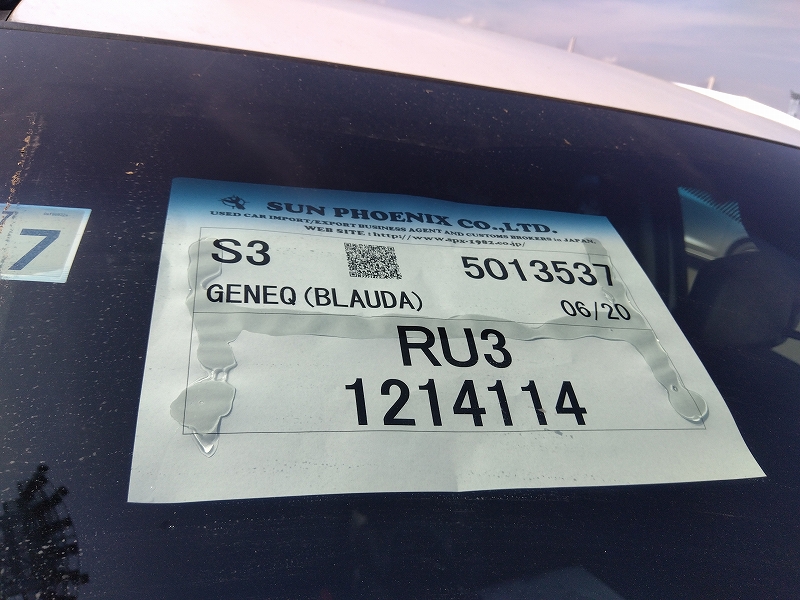 SUN PHOENIX CO.,LTD.
USED CAR IMPORT/EXPORT BUSINESS AGENT AND CUSTOMS BROKERS in JAPAN.
WEB SITE : http://www.spx-1982.co.jp/
S3
5013537
GENEQ(BLAUDA)
06/20
RU3
1214114
7